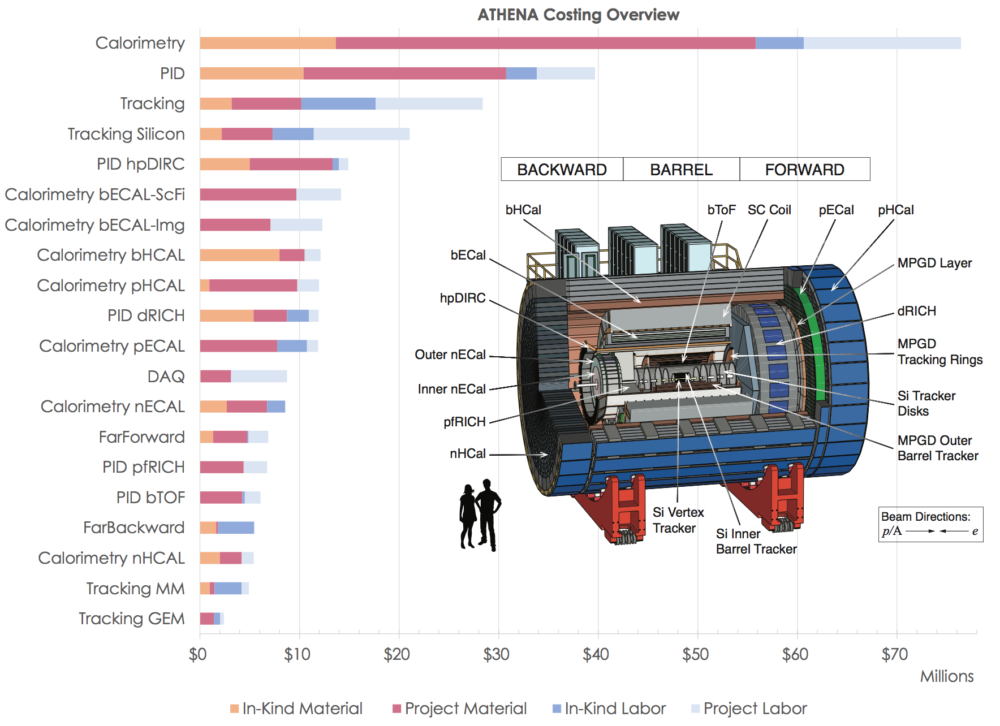 ATHENA Costing Overview
Calorimetry
PID
Tracking
Tracking Silicon
PID hpDIRC
Calorimetry bECAL-ScFi
Calorimetry bECAL-Img
Calorimetry bHCAL
Calorimetry pHCAL
PID dRICH
Calorimetry pECAL
DAQ
Calorimetry nECAL
FarForward
PID pfRICH
PID bTOF
FarBackward
Calorimetry nHCAL
Tracking MM
Tracking GEM
BACKWARD BARREL FORWARD
bHCal
bToF
SC Coil
pECal
pHCal
bECal
hpDIRC
Outer nECal
Inner nECal
pfRICH
nHCal
MPGD Layer
dRICH
MPGD
Tracking Rings
Si Tracker
Disks
MPGD Outer
Barrel Tracker
Si Vertex
Tracker
Si Inner
Barrel Tracker
Beam Directions:
p/A e
$0 $10 $20 $30 $40 $50 $60 $70
Millions
In-Kind Material Project Material In-Kind Labor Project Labor